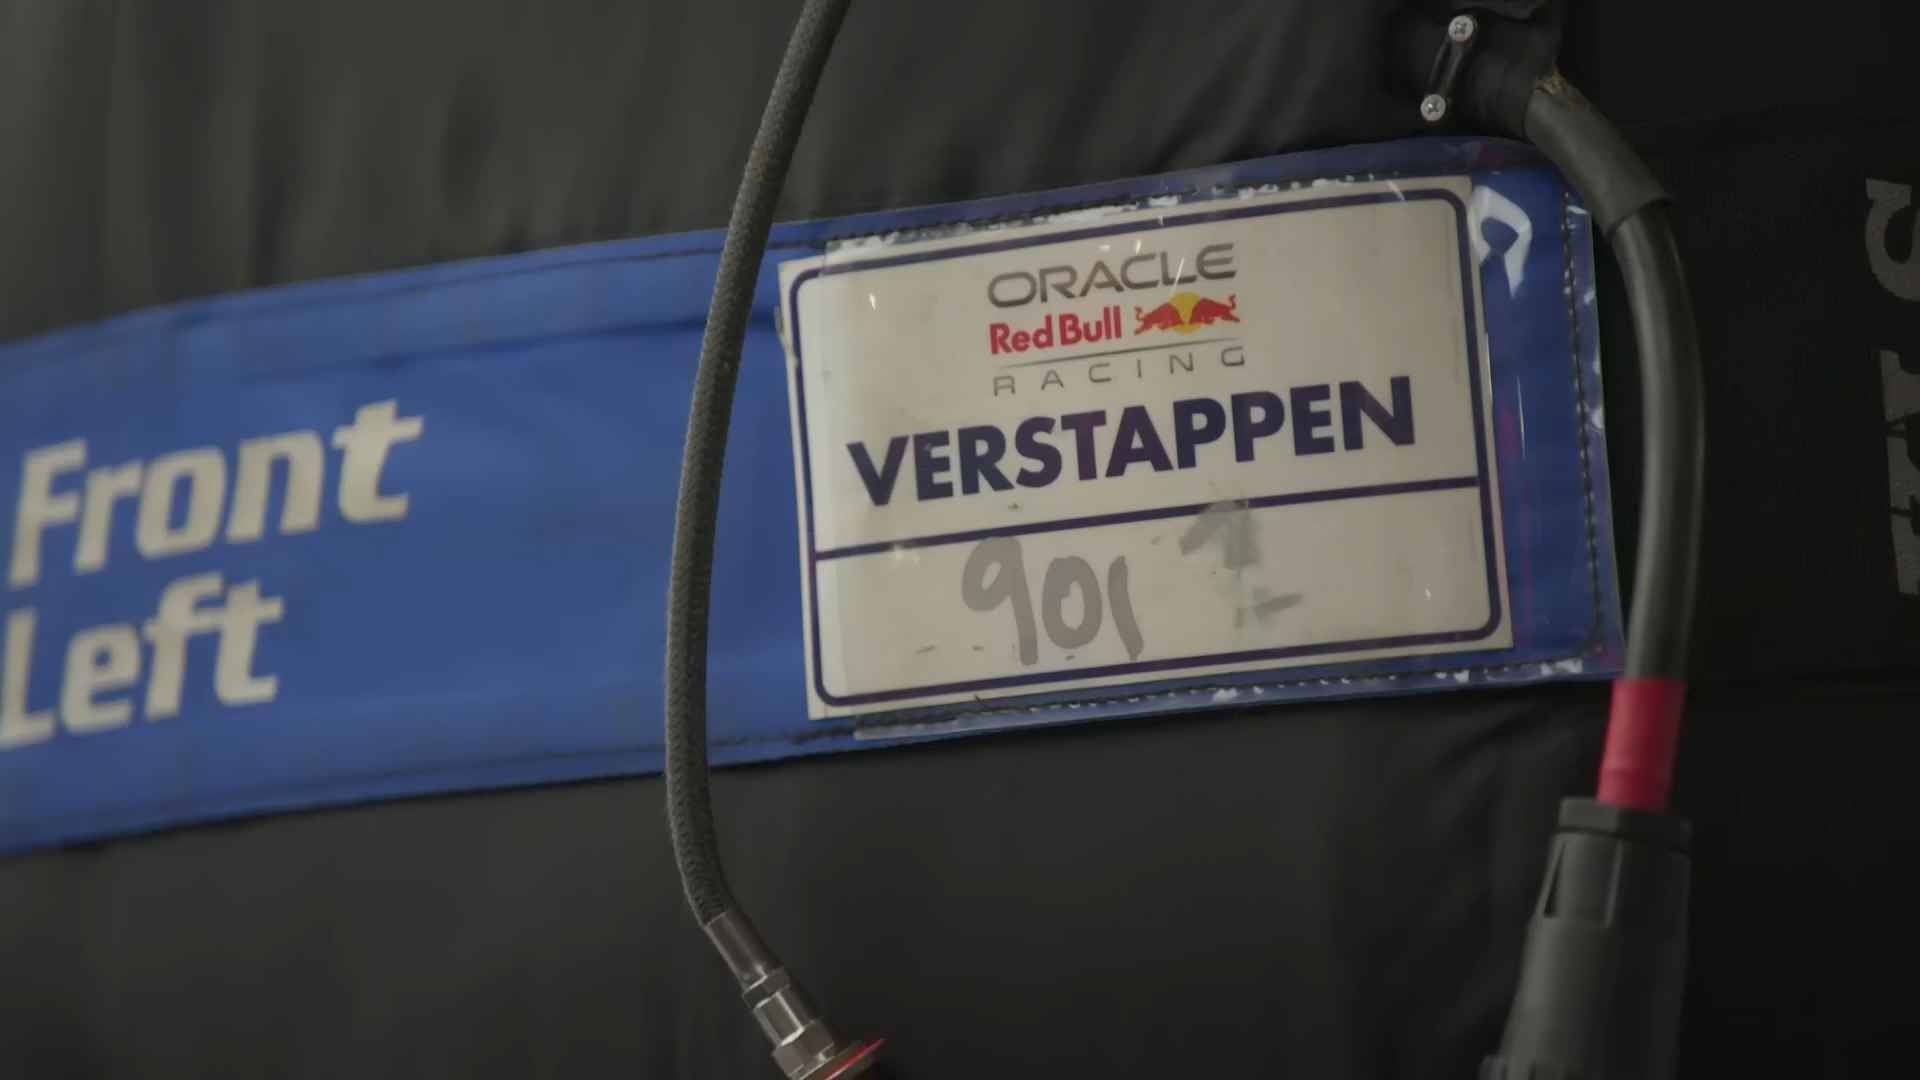 Front
Left
ORACLE
Red Bull
RACING
VERSTAPPEN
901